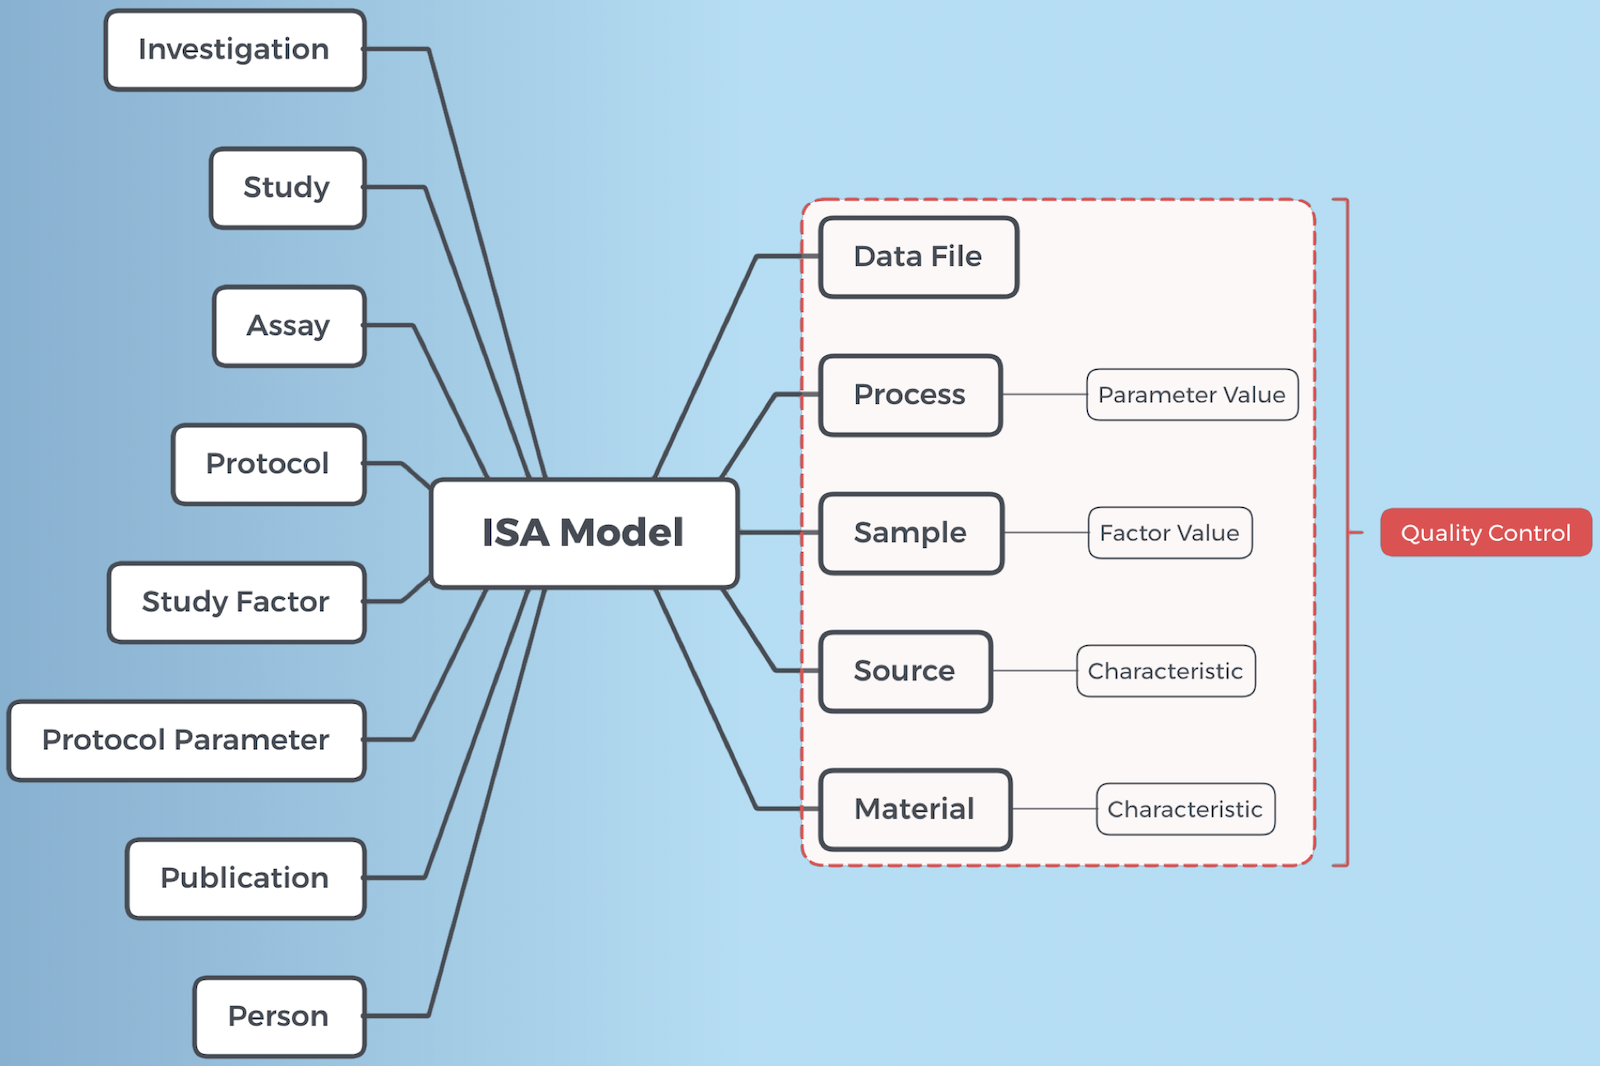 Investigation
Study
Assay
Protocol
Study Factor
Protocol Parameter
Publication
Person
ISA Model
Data File
Process
Parameter Value
Sample
Factor Value
Source
Characteristic
Material
Characteristic
Quality Control